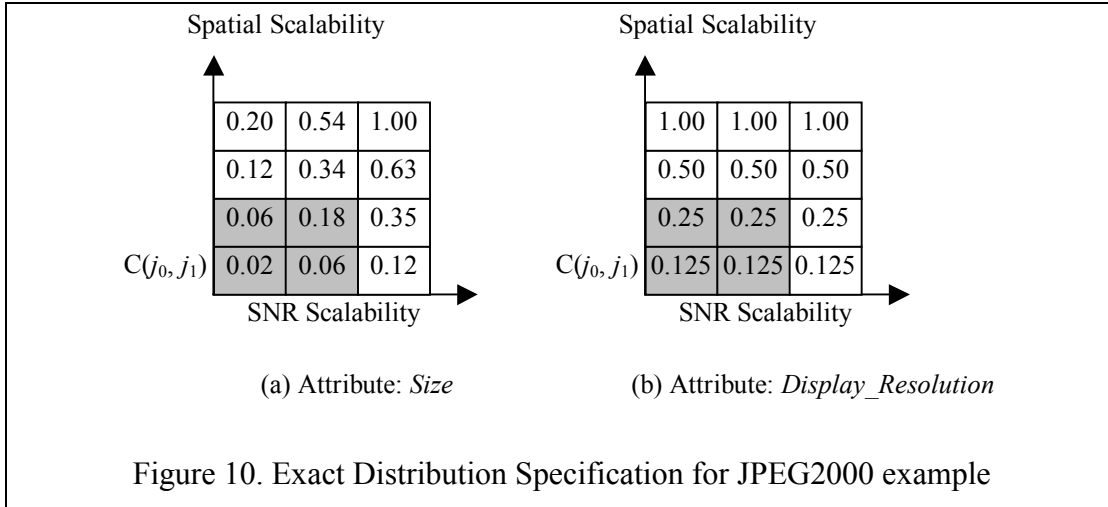 Spatial Scalability
0.20 0.54 1.00
0.12 0.34 0.63
0.06 0.18 0.35
C(j0, j1) 0.02 0.06 0.12
SNR Scalability
(a) Attribute: Size
Spatial Scalability
1.00 1.00 1.00
0.50 0.50 0.50
0.25 0.25 0.25
C(j0, j1) 0.125 0.125 0.125
SNR Scalability
(b) Attribute: Display_Resolution
Figure 10. Exact Distribution Specification for JPEG2000 example